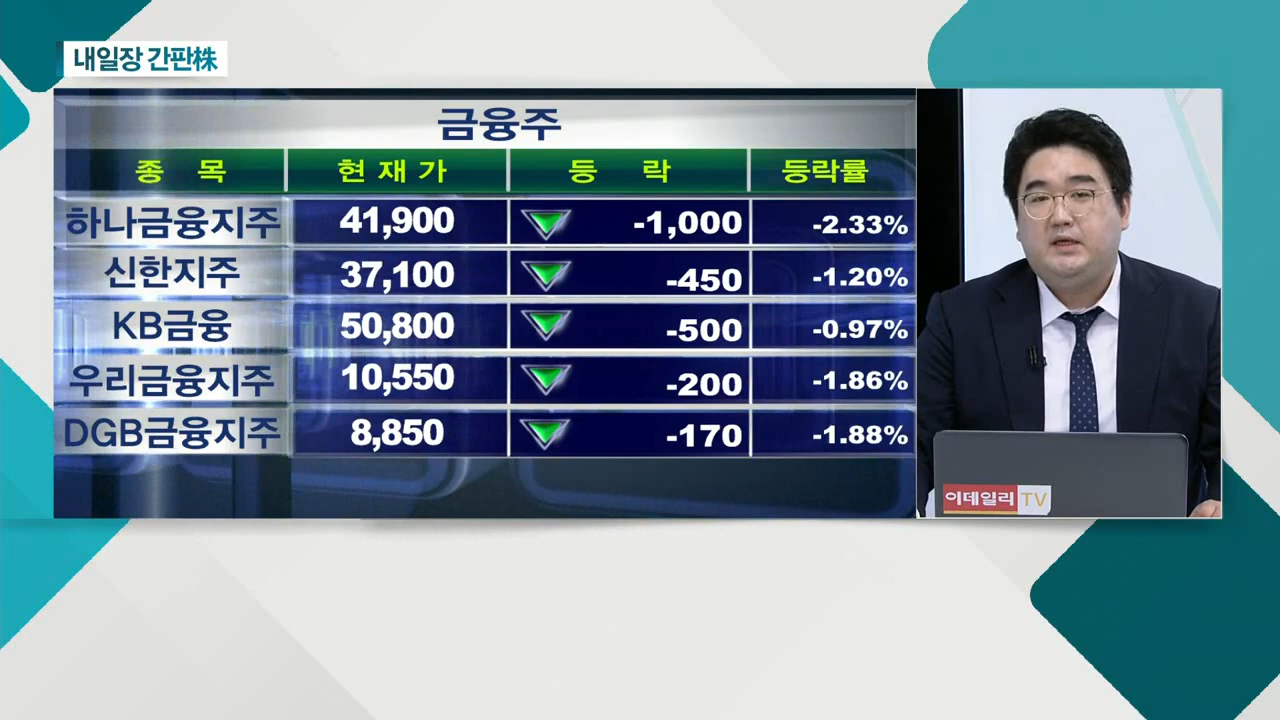 내일장 간판株
금융주
종 목 현 재 가 등 락 등락률
하나금융지주 41,900 -1,000 -2.33%
신한지주 37,100 -450 -1.20%
KB금융 50,800 -500 -0.97%
우리금융지주 10,550 -200 -1.86%
DGB금융지주 8,850 -170 -1.88%
이데일리 TV